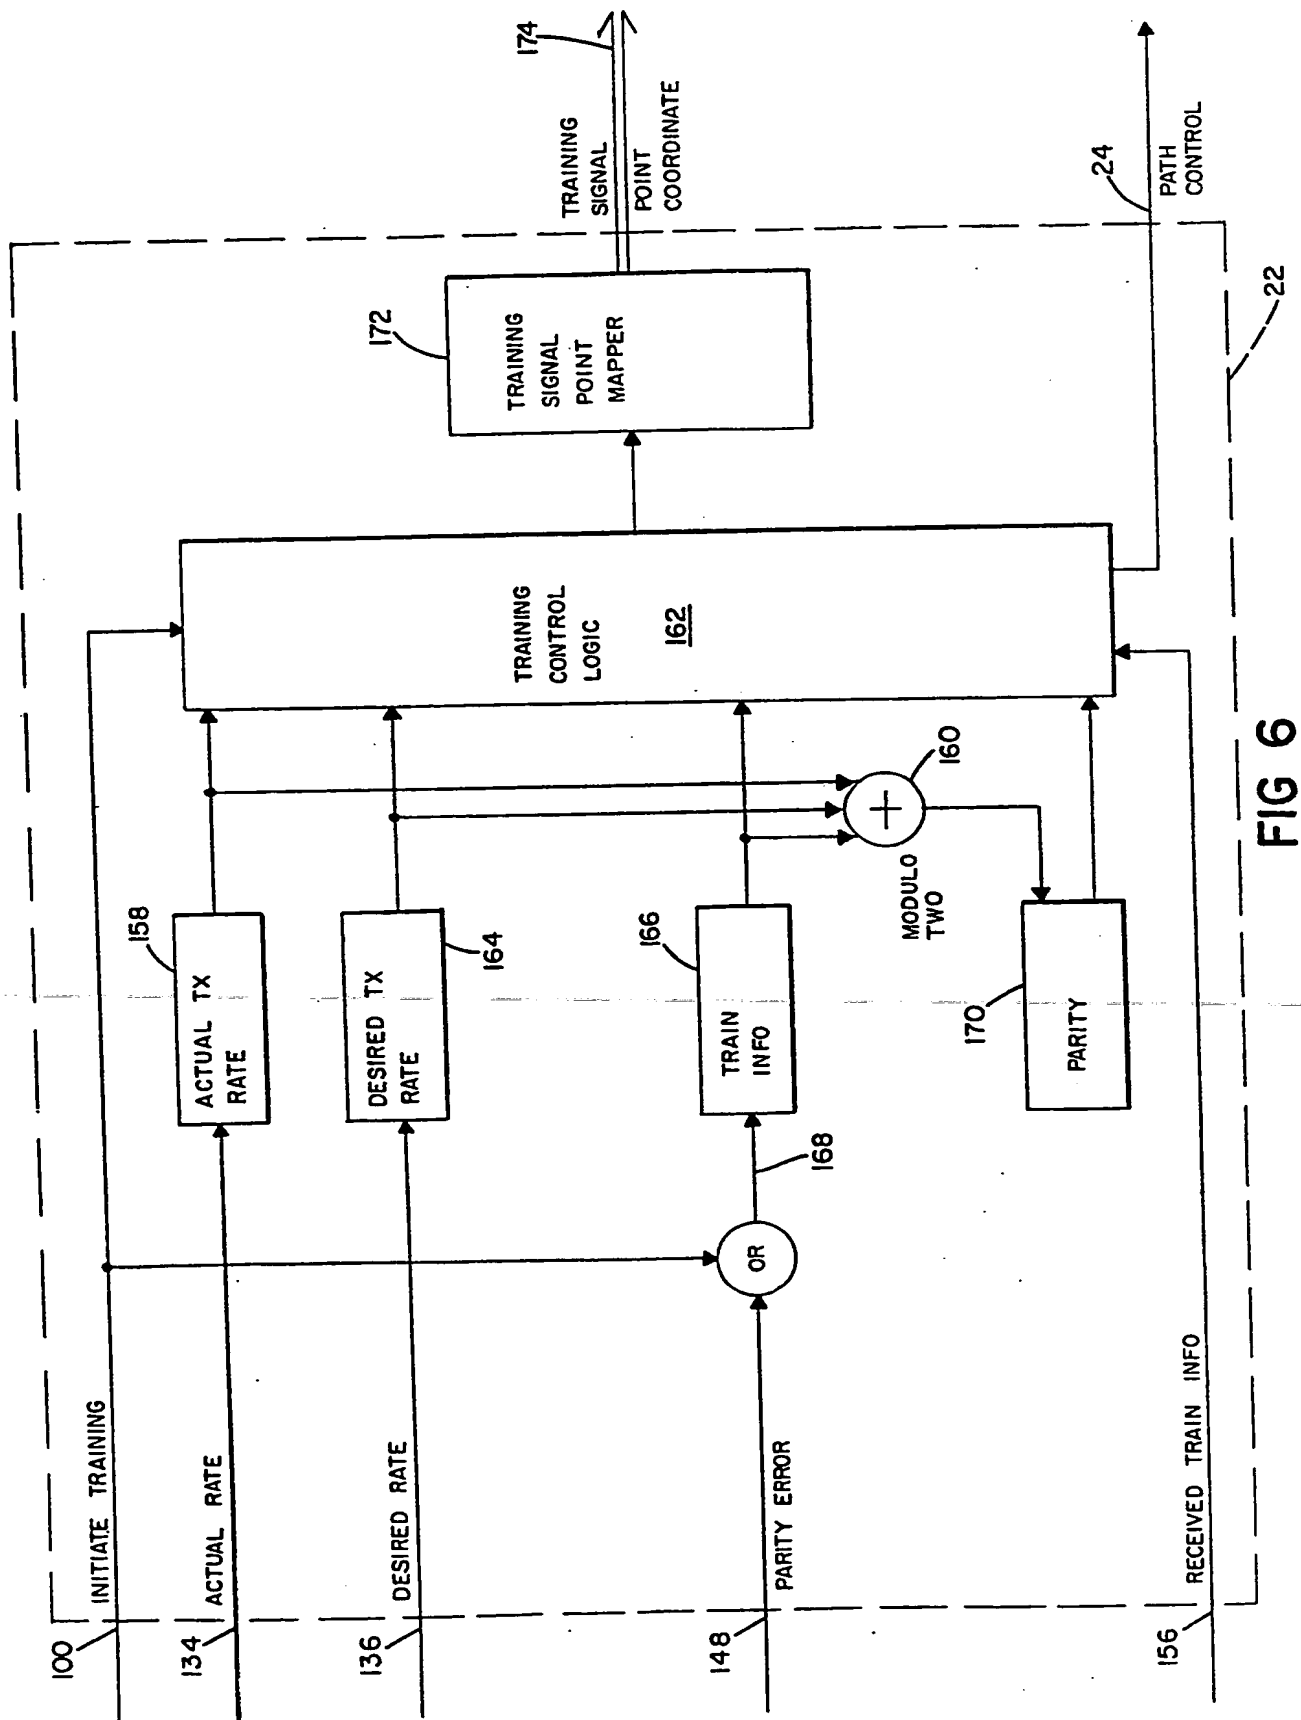 100
INITIATE TRAINING
134
ACTUAL RATE
158
ACTUAL TX
RATE
136
DESIRED RATE
DESIRED TX
RATE
164
148
PARITY ERROR
OR
168
166
TRAIN
INFO
MODULO
TWO
160
170
PARITY
156
RECEIVED TRAIN INFO
TRAINING
CONTROL
LOGIC
162
172
TRAINING
SIGNAL
POINT
MAPPER
174
TRAINING
SIGNAL
POINT
COORDINATE
24
PATH
CONTROL
22
FIG 6